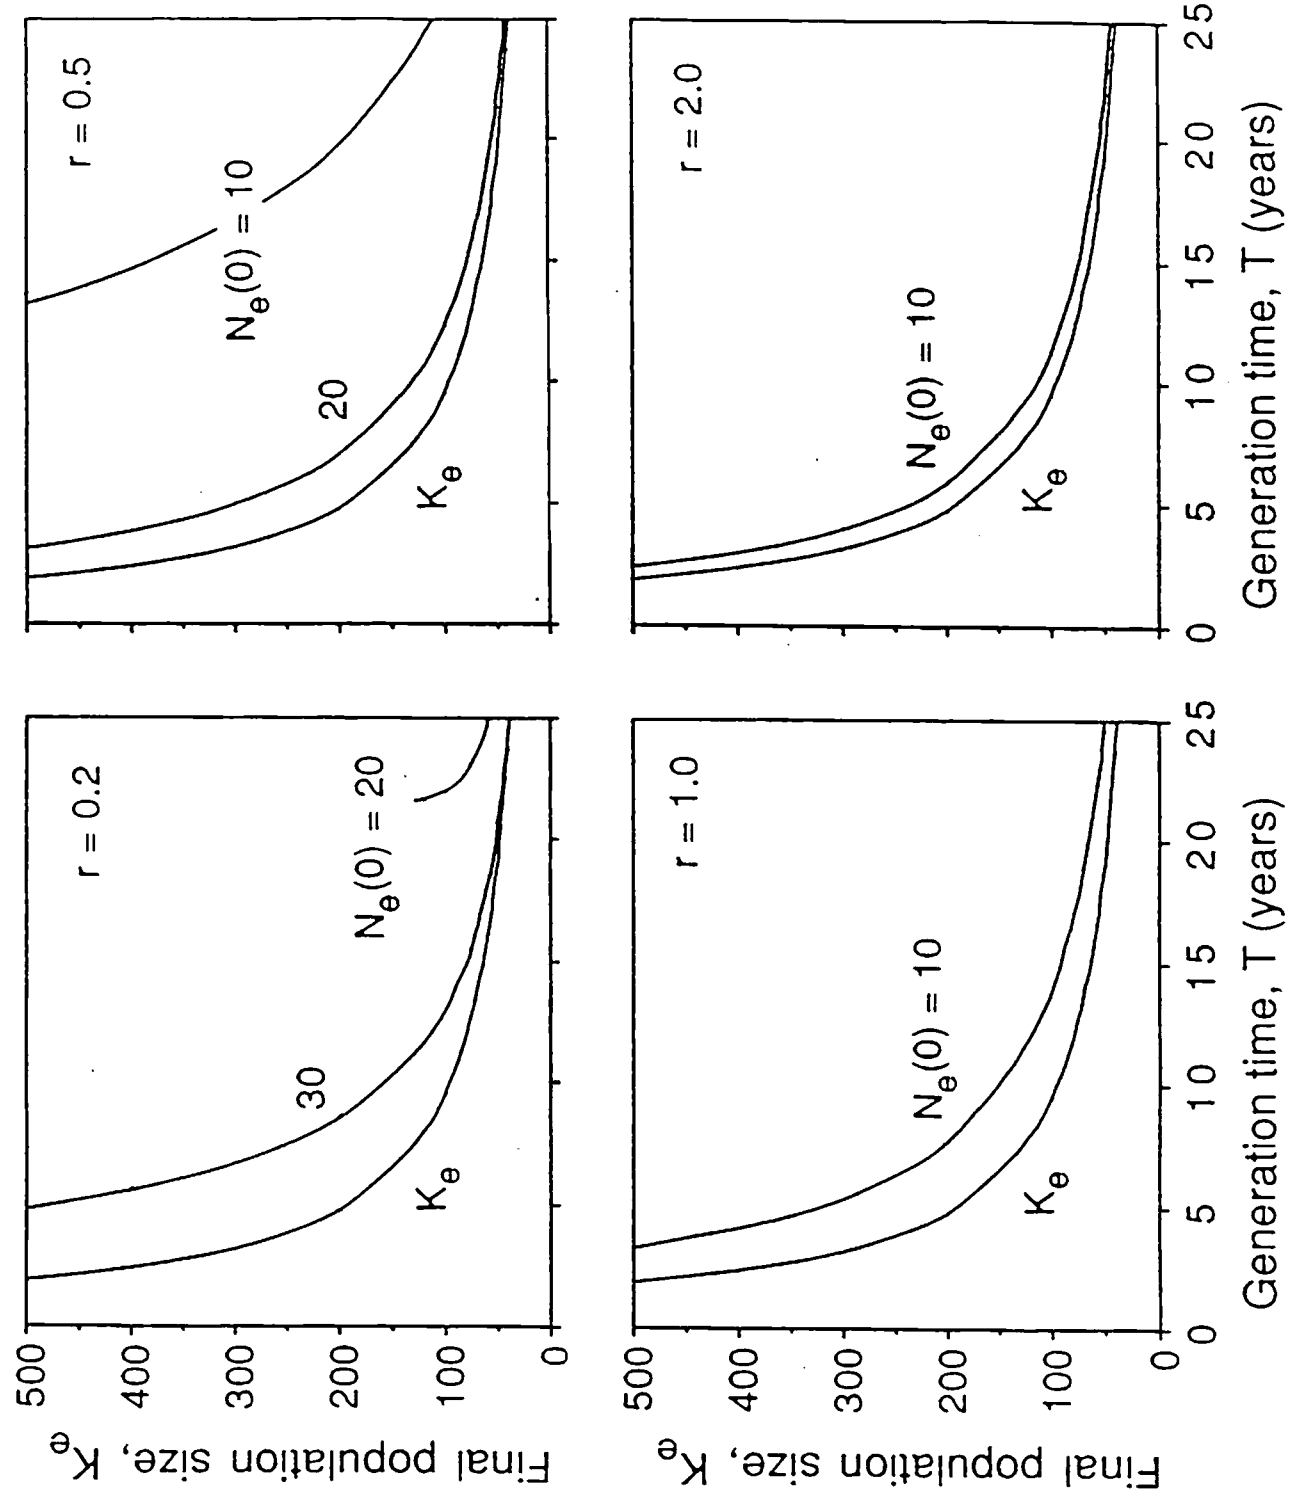 Final population size, Kₑ
500
400
300
200
100
0
r = 0.2
30
Nₑ(0) = 20
Kₑ
r = 0.5
Nₑ(0) = 10
20
Kₑ
Final population size, Kₑ
500
400
300
200
100
0
r = 1.0
Nₑ(0) = 10
Kₑ
0 5 10 15 20 25
Generation time, T (years)
r = 2.0
Nₑ(0) = 10
Kₑ
0 5 10 15 20 25
Generation time, T (years)